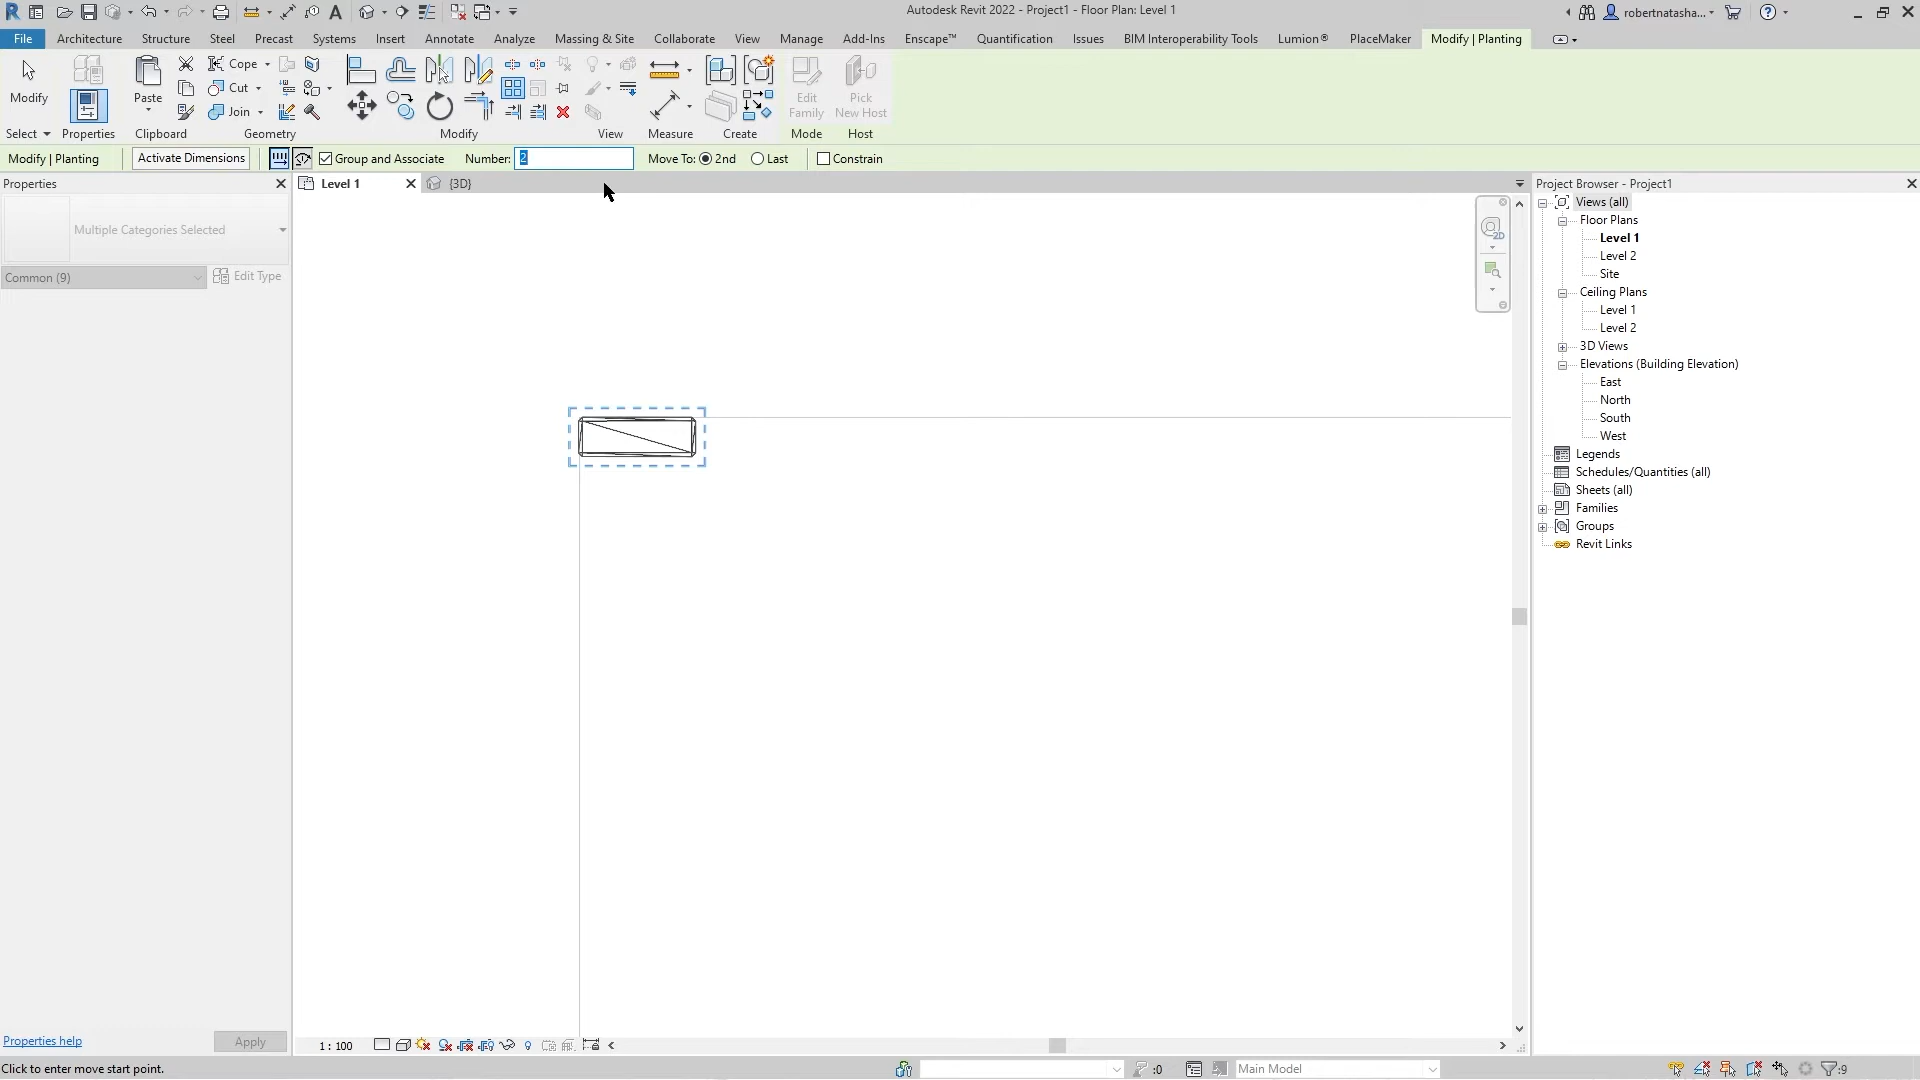 Autodesk Revit 2022 - Project1 - Floor Plan: Level 1
robertnatasha...
File Architecture Structure Steel Precast Systems Insert Annotate Analyze Massing & Site Collaborate View Manage Add-Ins Enscape™ Quantification Issues BIM Interoperability Tools Lumion® PlaceMaker Modify | Planting
Modify
Paste
Cope
Cut
Join
Edit Family
Pick New Host
Select Properties Clipboard Geometry Modify View Measure Create Mode Host
Modify | Planting Activate Dimensions Group and Associate Number: 2 Move To: 2nd Last Constrain
Properties
Multiple Categories Selected
Common (9) Edit Type
Properties help Apply
Level 1 {3D}
2D
1 : 100
Project Browser - Project1
Views (all)
Floor Plans
Level 1
Level 2
Site
Ceiling Plans
Level 1
Level 2
3D Views
Elevations (Building Elevation)
East
North
South
West
Legends
Schedules/Quantities (all)
Sheets (all)
Families
Groups
Revit Links
Click to enter move start point. :0 Main Model :9